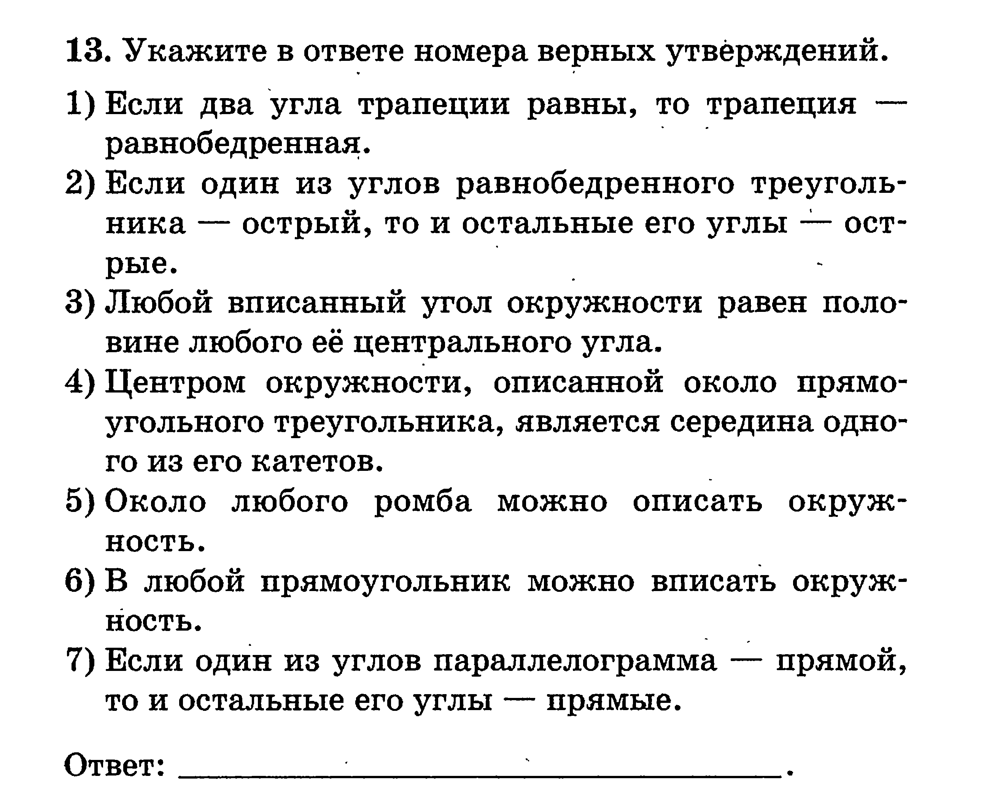 13. Укажите в ответе номера верных утверждений.
1) Если два угла трапеции равны, то трапеция —
равнобедренная.
2) Если один из углов равнобедренного треуголь-
ника — острый, то и остальные его углы — ост-
рые.
3) Любой вписанный угол окружности равен поло-
вине любого её центрального угла.
4) Центром окружности, описанной около прямо-
угольного треугольника, является середина одно-
го из его катетов.
5) Около любого ромба можно описать окруж-
ность.
6) В любой прямоугольник можно вписать окруж-
ность.
7) Если один из углов параллелограмма — прямой,
то и остальные его углы — прямые.
Ответ: ____________________.